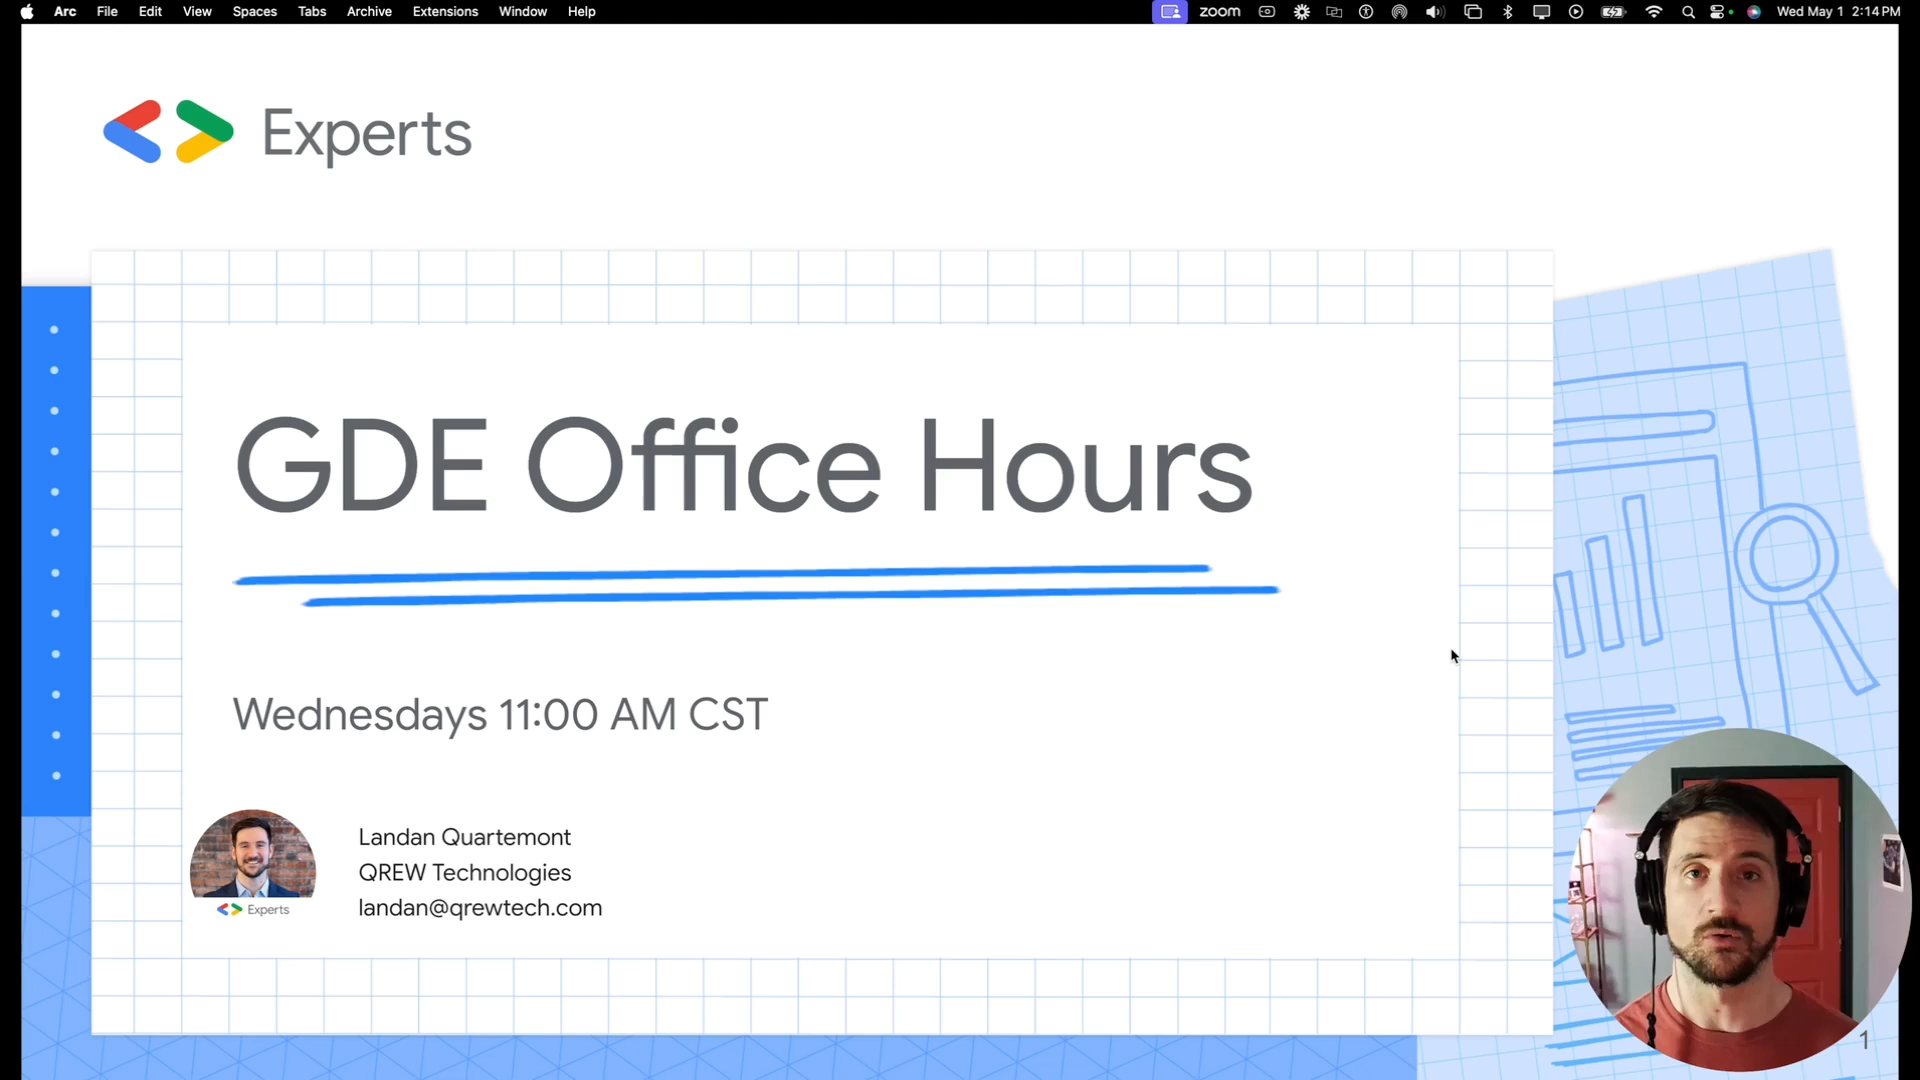 Arc File Edit View Spaces Tabs Archive Extensions Window Help zoom Wed May 1 2:14 PM
Experts
GDE Office Hours
Wednesdays 11:00 AM CST
Landan Quartemont
QREW Technologies
landan@qrewtech.com
Experts
1